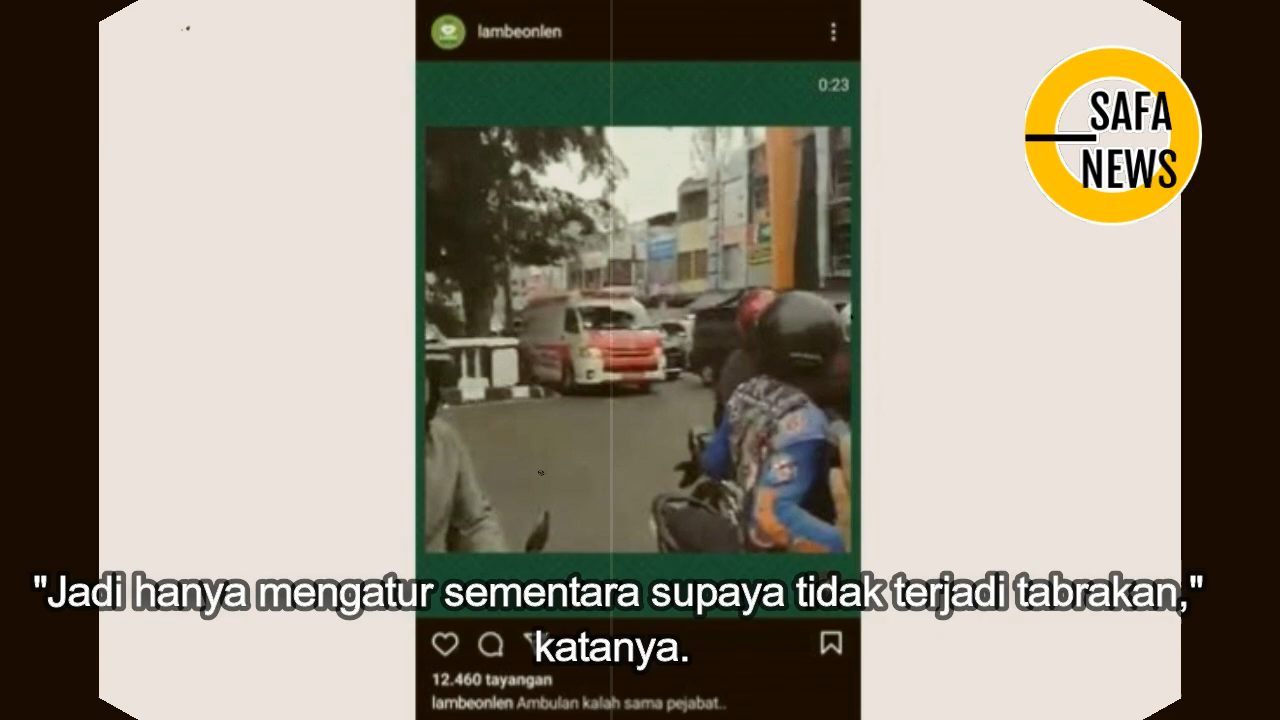 lambeonlen
0:23
SAFA
NEWS
"Jadi hanya mengatur sementara supaya tidak terjadi tabrakan,"
katanya.
12.460 tayangan
lambeonlen Ambulan kalah sama pejabat..